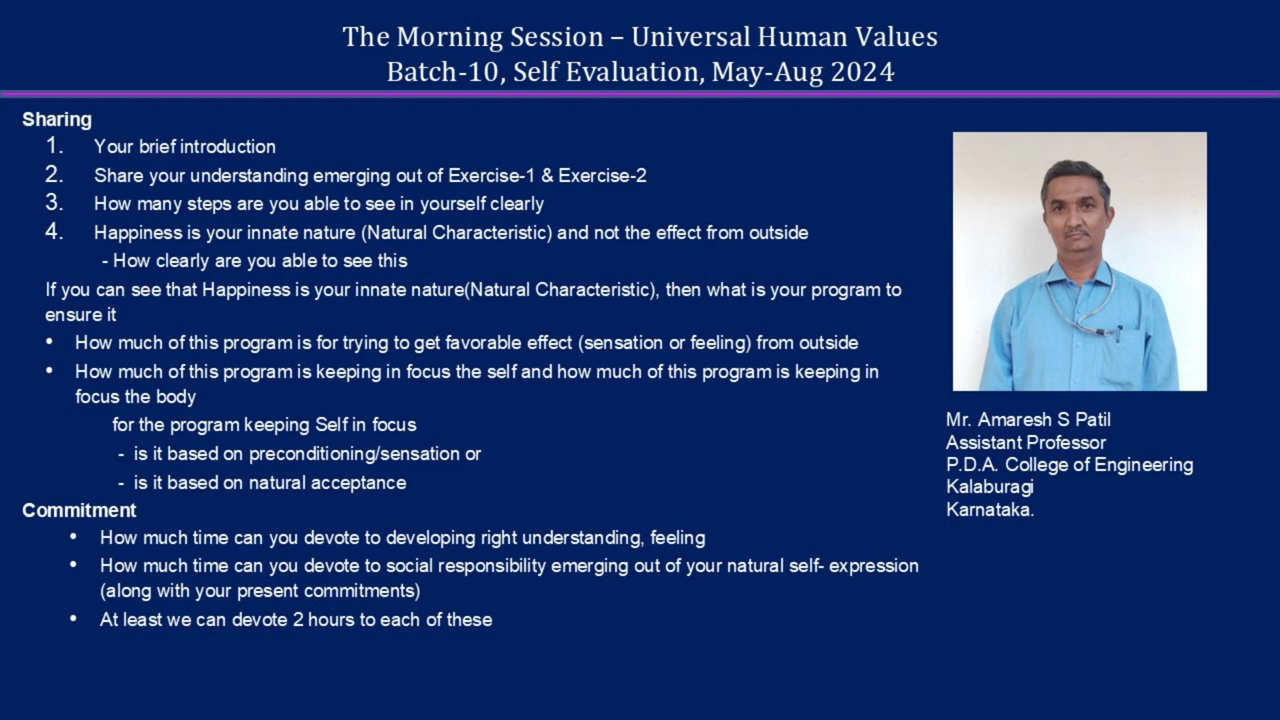 The Morning Session – Universal Human Values
Batch-10, Self Evaluation, May-Aug 2024
Sharing
1. Your brief introduction
2. Share your understanding emerging out of Exercise-1 & Exercise-2
3. How many steps are you able to see in yourself clearly
4. Happiness is your innate nature (Natural Characteristic) and not the effect from outside
- How clearly are you able to see this
If you can see that Happiness is your innate nature(Natural Characteristic), then what is your program to
ensure it
• How much of this program is for trying to get favorable effect (sensation or feeling) from outside
• How much of this program is keeping in focus the self and how much of this program is keeping in
focus the body
for the program keeping Self in focus
- is it based on preconditioning/sensation or
- is it based on natural acceptance
Commitment
• How much time can you devote to developing right understanding, feeling
• How much time can you devote to social responsibility emerging out of your natural self- expression
(along with your present commitments)
• At least we can devote 2 hours to each of these
Mr. Amaresh S Patil
Assistant Professor
P.D.A. College of Engineering
Kalaburagi
Karnataka.